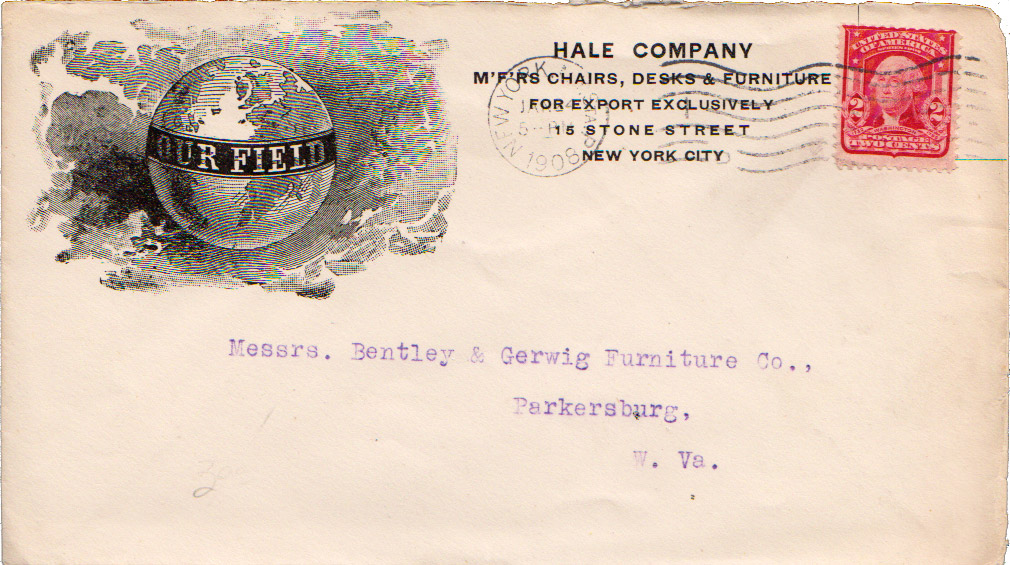 OUR FIELD
HALE COMPANY
M'F'RS CHAIRS, DESKS & FURNITURE
FOR EXPORT EXCLUSIVELY
15 STONE STREET
NEW YORK CITY
NEW YORK
1908
UNITED STATES
OF AMERICA
2 2
TWO CENTS
Messrs. Bentley & Gerwig Furniture Co.,
Parkersburg,
W. Va.